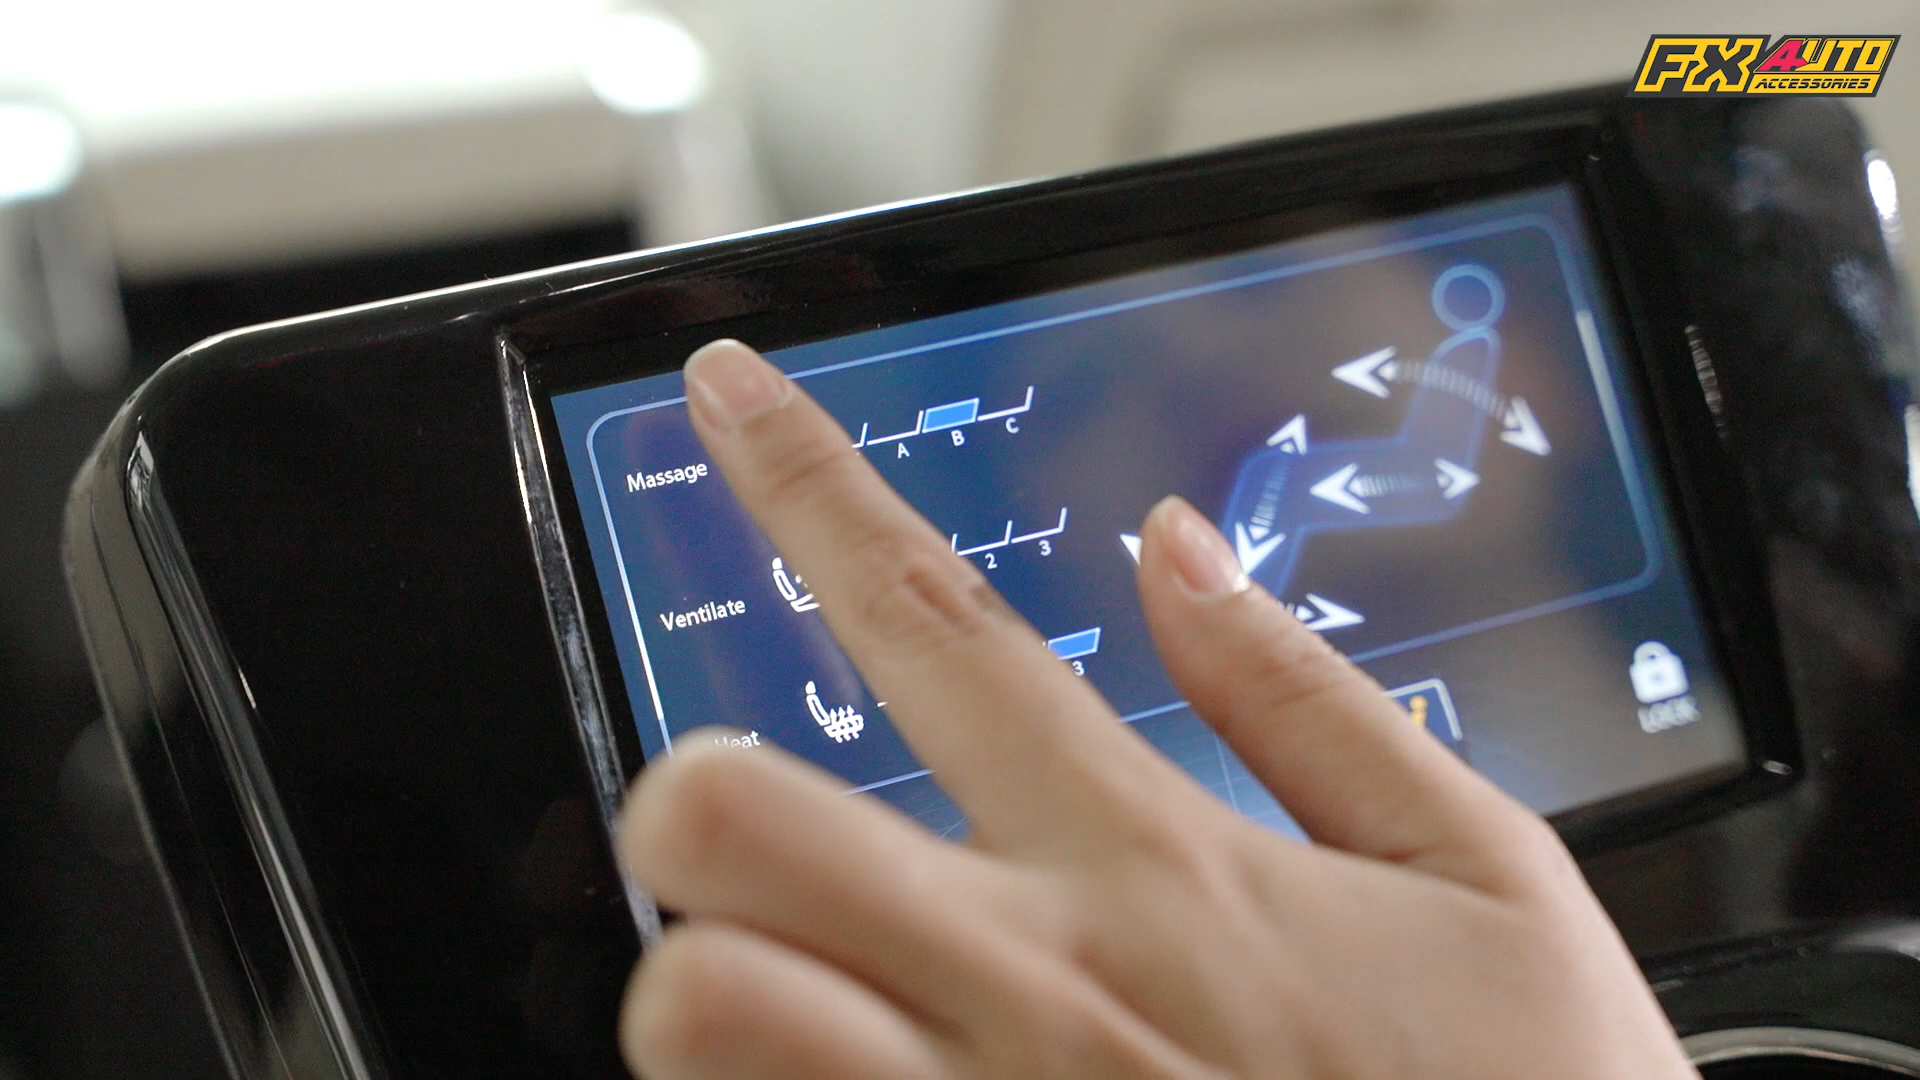 FX AUTO
ACCESSORIES
Massage
A B C
Ventilate
2 3
Heat
3
LOCK